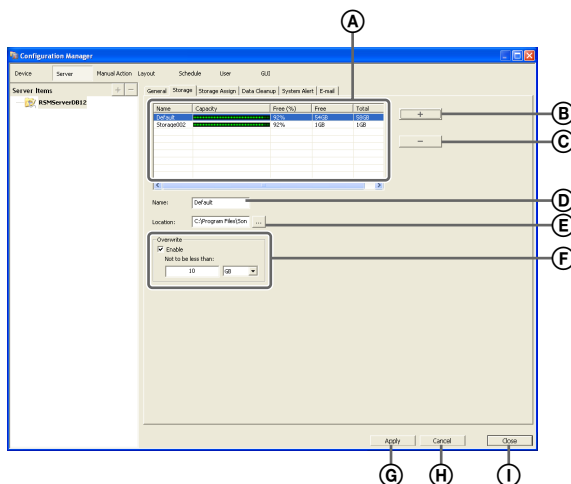 A
Configuration Manager
Device Server Manual Action Layout Schedule User GUI
Server Items + −
RSMServerDB12
General Storage Storage Assign Data Cleanup System Alert E-mail
Name Capacity Free (%) Free Total
Default 92% 54GB 58GB
Storage002 92% 1GB 1GB
+
B
−
C
Name: Default
D
Location: C:\Program Files\Son ...
E
Overwrite
Enable
Not to be less than:
10 GB
F
Apply Cancel Close
G H I